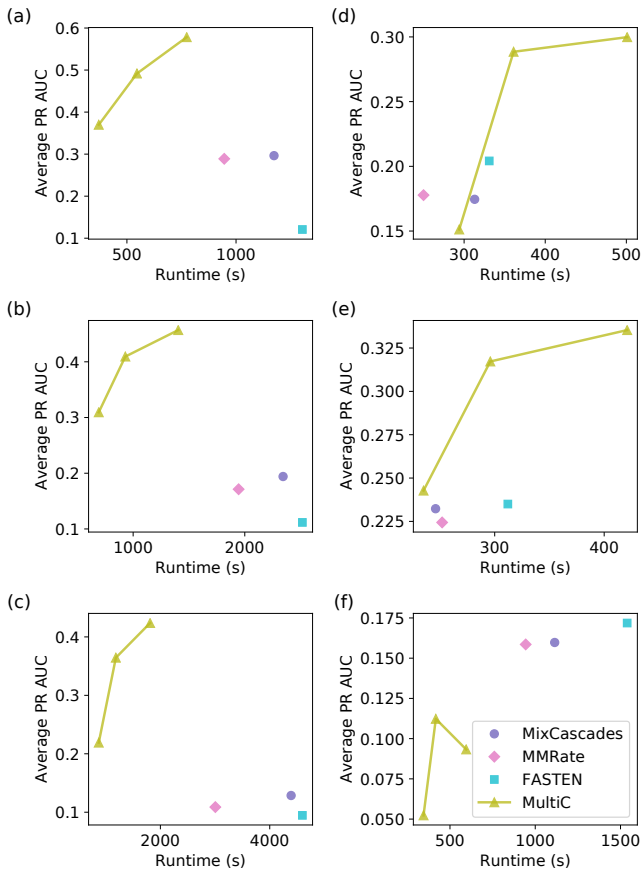 (a)
Average PR AUC
0.6
0.5
0.4
0.3
0.2
0.1
500
1000
Runtime (s)
(d)
Average PR AUC
0.30
0.25
0.20
0.15
300
400
500
Runtime (s)
(b)
Average PR AUC
0.4
0.3
0.2
0.1
1000
2000
Runtime (s)
(e)
Average PR AUC
0.325
0.300
0.275
0.250
0.225
300
400
Runtime (s)
(c)
Average PR AUC
0.4
0.3
0.2
0.1
2000
4000
Runtime (s)
(f)
Average PR AUC
0.175
0.150
0.125
0.100
0.075
0.050
500
1000
1500
Runtime (s)
MixCascades
MMRate
FASTEN
MultiC